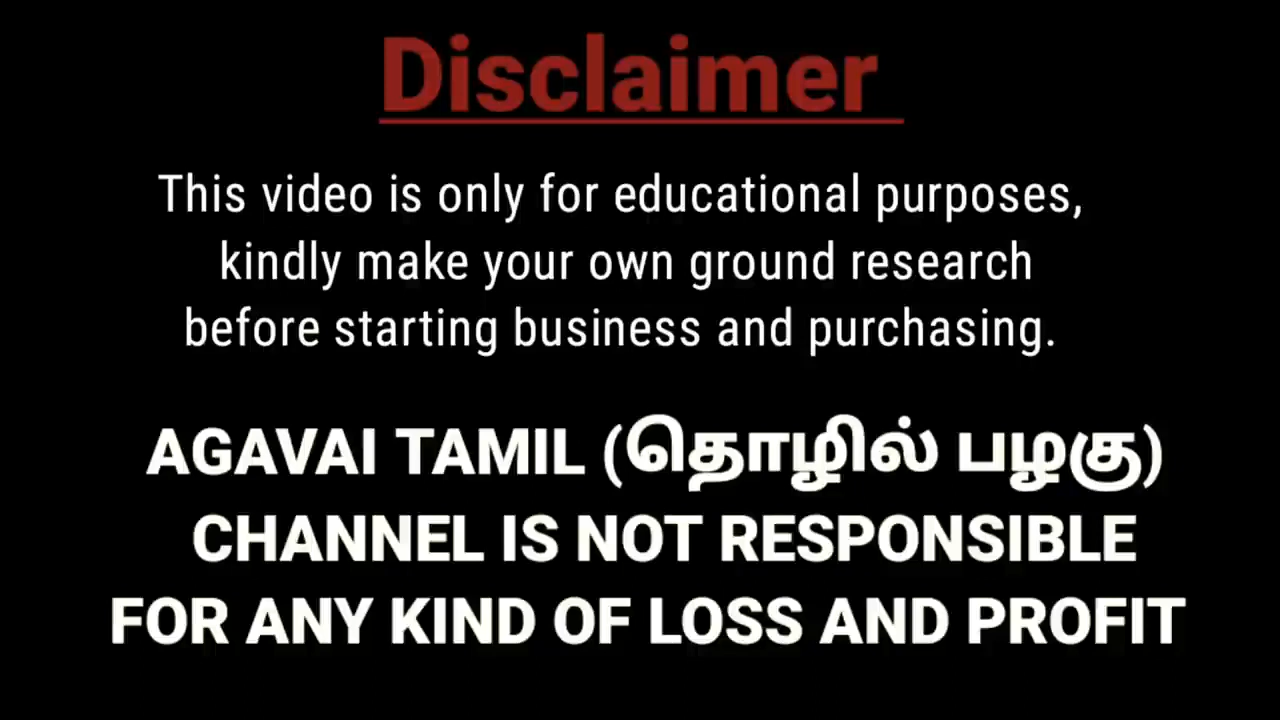 Disclaimer
This video is only for educational purposes,
kindly make your own ground research
before starting business and purchasing.
AGAVAI TAMIL (தொழில் பழகு)
CHANNEL IS NOT RESPONSIBLE
FOR ANY KIND OF LOSS AND PROFIT